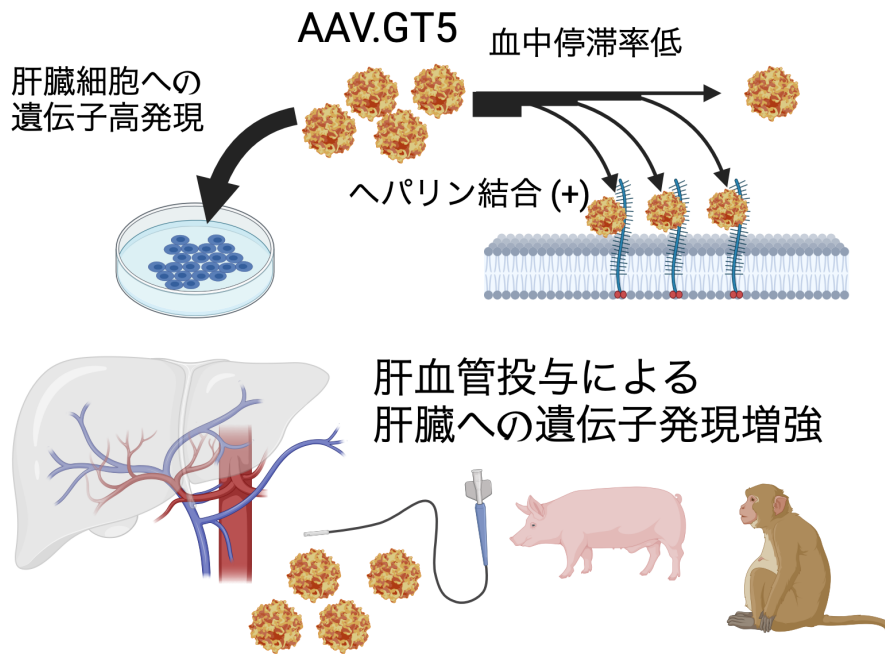 AAV.GT5
血中停滞率低
肝臓細胞への
遺伝子高発現
ヘパリン結合 (+)
肝血管投与による
肝臓への遺伝子発現増強